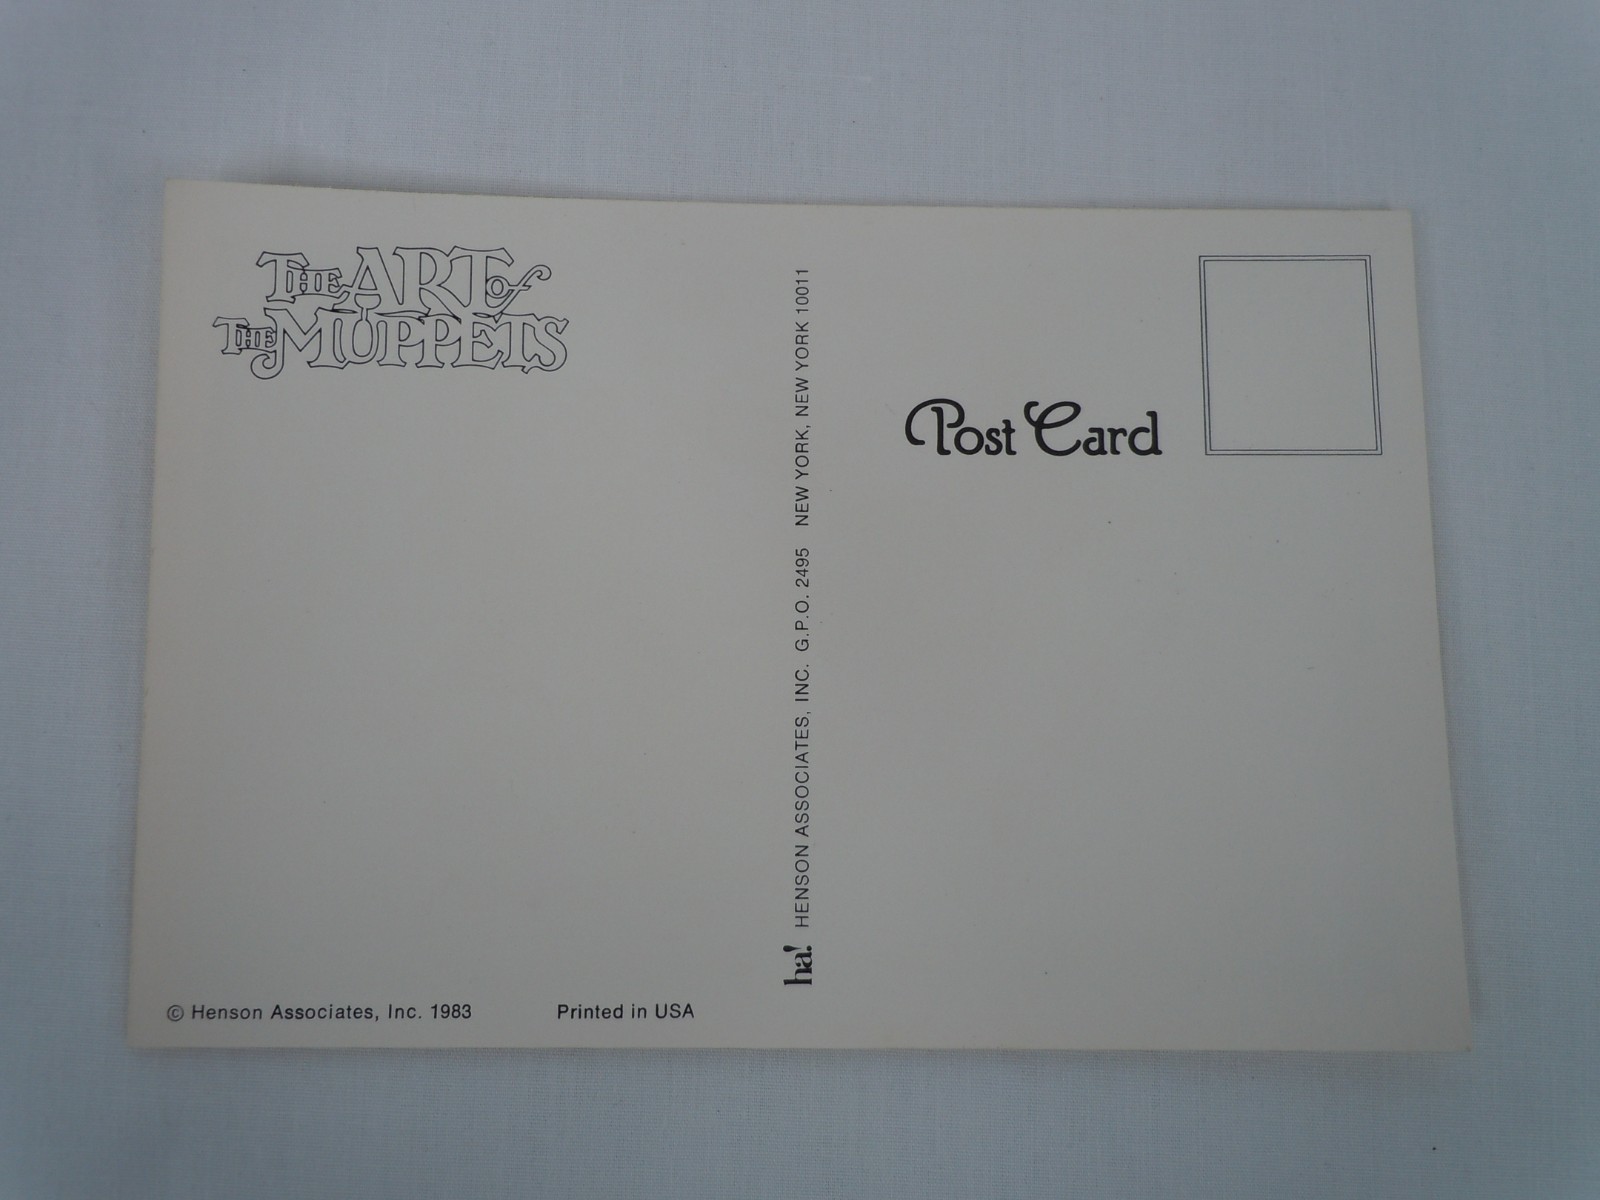 The ART of
The MUPPETS
Post Card
ha! HENSON ASSOCIATES, INC. G.P.O. 2495 NEW YORK, NEW YORK 10011
© Henson Associates, Inc. 1983 Printed in USA